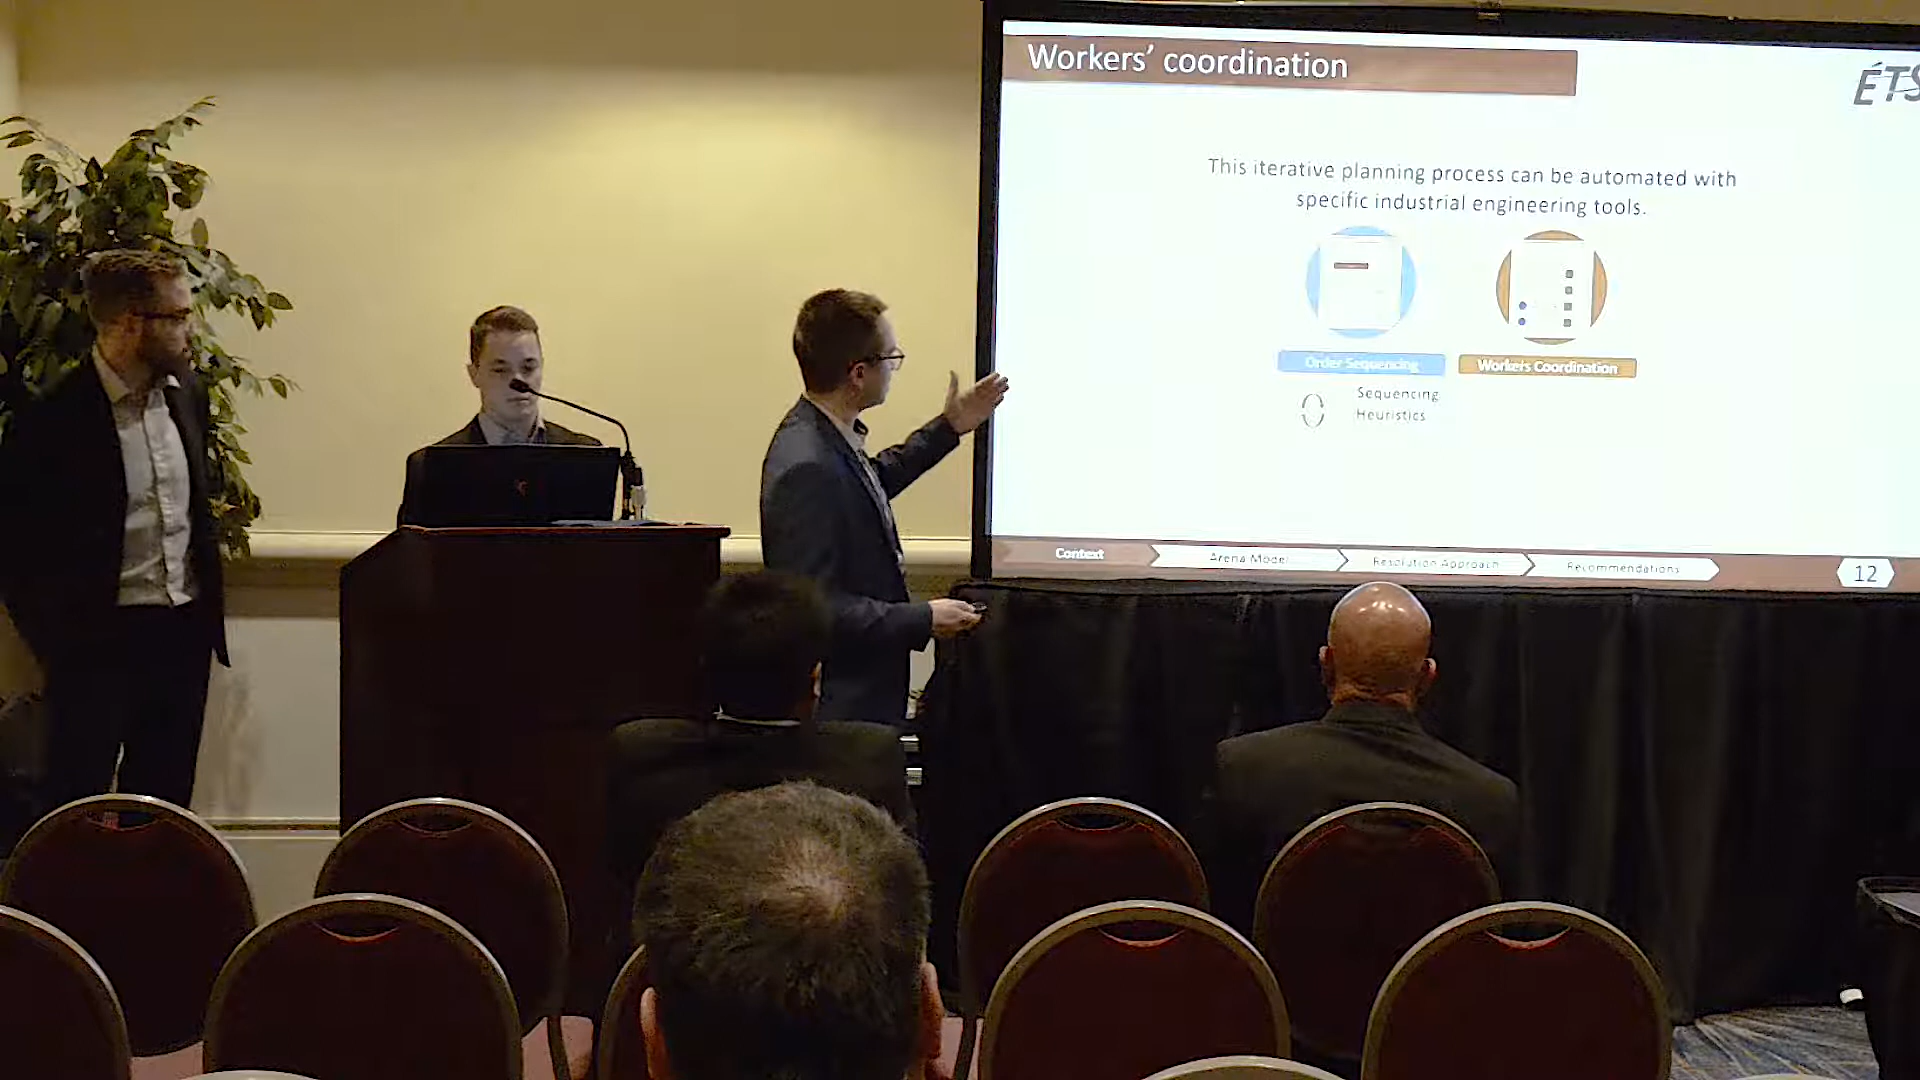 Workers' coordination
ÉTS
This iterative planning process can be automated with
specific industrial engineering tools.
Order Sequencing
Workers Coordination
Sequencing
Heuristics
Context
Arena Model
Resolution Approach
Recommendations
12